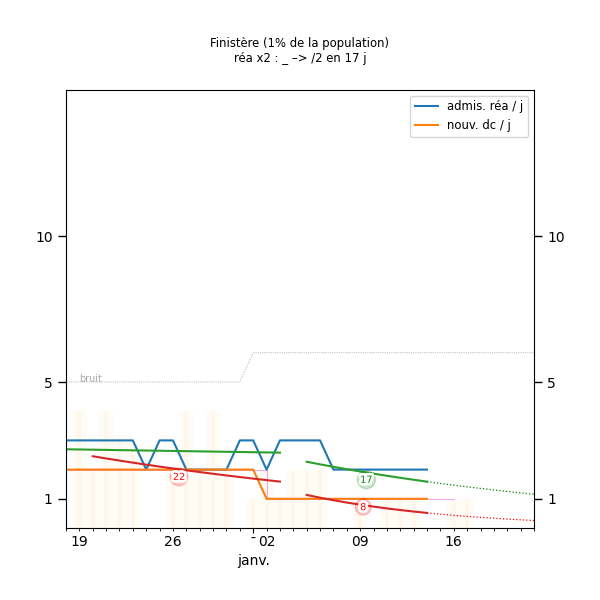 Finistère (1% de la population)
réa x2 : _ –> /2 en 17 j
admis. réa / j
nouv. dc / j
10
10
bruit
5
5
22
17
8
1
1
19
26
02
09
16
janv.